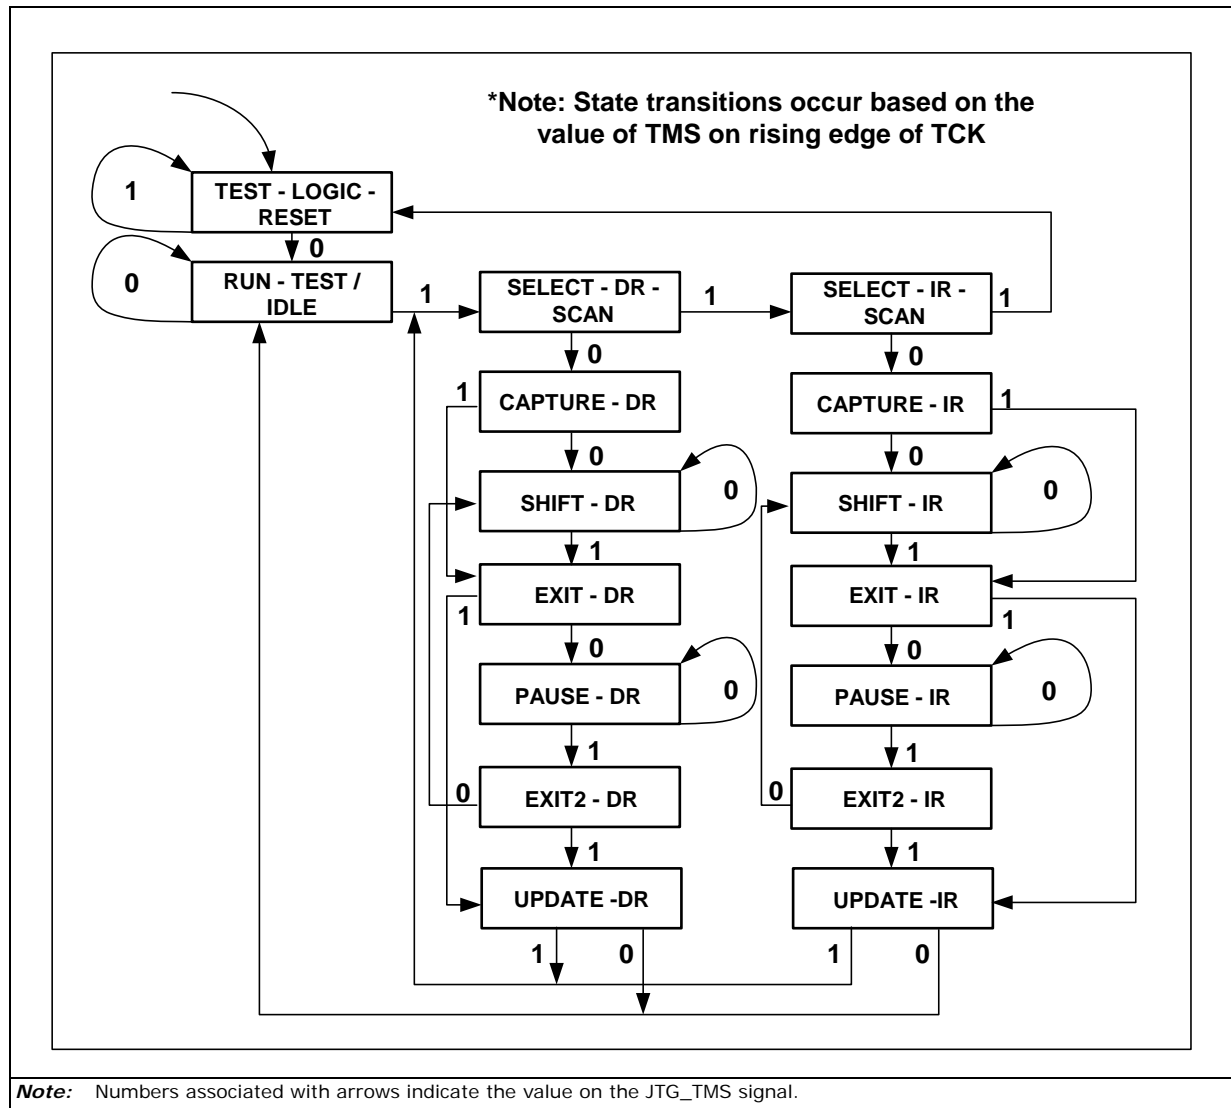 *Note: State transitions occur based on the
value of TMS on rising edge of TCK
1
TEST - LOGIC -
RESET
0
0
RUN - TEST /
IDLE
1
SELECT - DR -
SCAN
1
SELECT - IR -
SCAN
1
0
0
1
CAPTURE - DR
CAPTURE - IR
1
0
0
SHIFT - DR
0
SHIFT - IR
0
1
1
EXIT - DR
EXIT - IR
1
1
0
0
PAUSE - DR
0
PAUSE - IR
0
1
1
0
EXIT2 - DR
0
EXIT2 - IR
1
1
UPDATE -DR
UPDATE -IR
1
0
1
0
Note: Numbers associated with arrows indicate the value on the JTG_TMS signal.